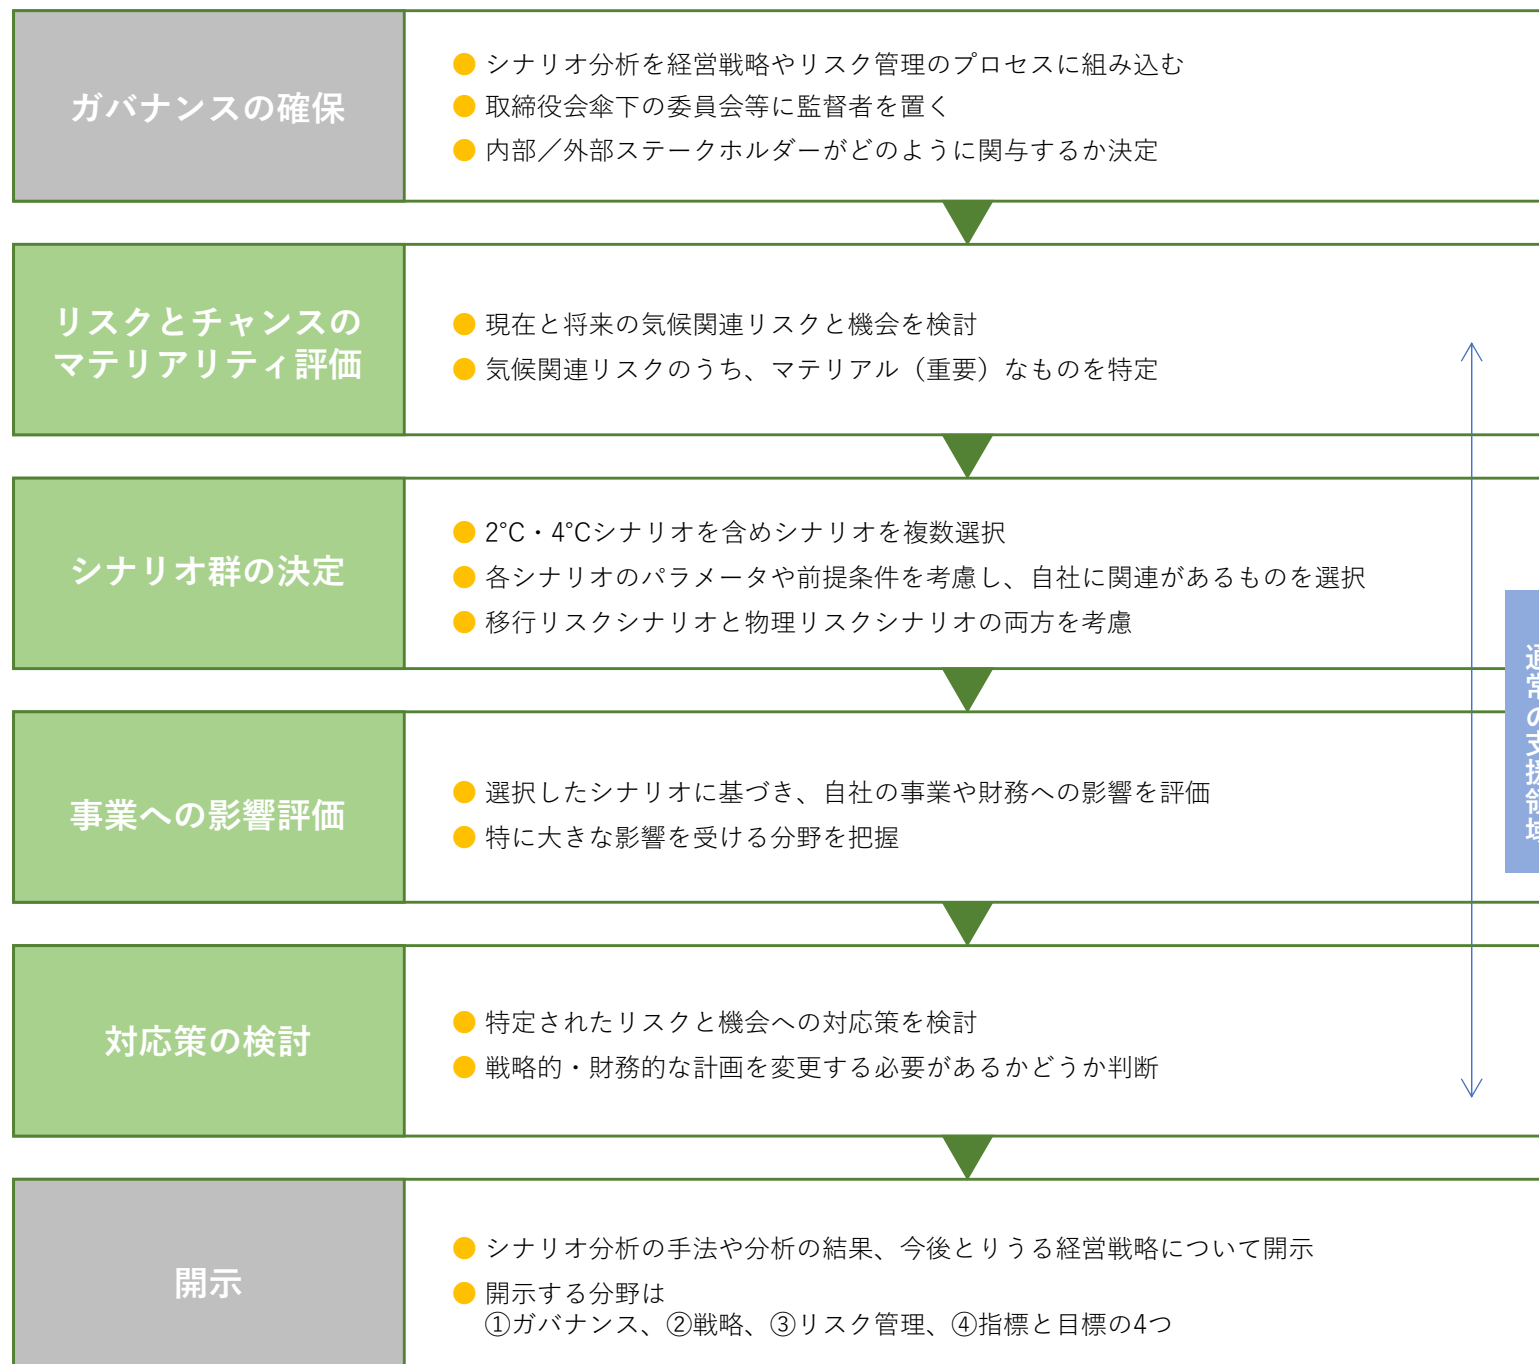 ガバナンスの確保
シナリオ分析を経営戦略やリスク管理のプロセスに組み込む
取締役会傘下の委員会等に監督者を置く
内部／外部ステークホルダーがどのように関与するか決定
リスクとチャンスの
マテリアリティ評価
現在と将来の気候関連リスクと機会を検討
気候関連リスクのうち、マテリアル（重要）なものを特定
シナリオ群の決定
2°C・4°Cシナリオを含めシナリオを複数選択
各シナリオのパラメータや前提条件を考慮し、自社に関連があるものを選択
移行リスクシナリオと物理リスクシナリオの両方を考慮
通常の支援領域
事業への影響評価
選択したシナリオに基づき、自社の事業や財務への影響を評価
特に大きな影響を受ける分野を把握
対応策の検討
特定されたリスクと機会への対応策を検討
戦略的・財務的な計画を変更する必要があるかどうか判断
開示
シナリオ分析の手法や分析の結果、今後とりうる経営戦略について開示
開示する分野は
①ガバナンス、②戦略、③リスク管理、④指標と目標の4つ